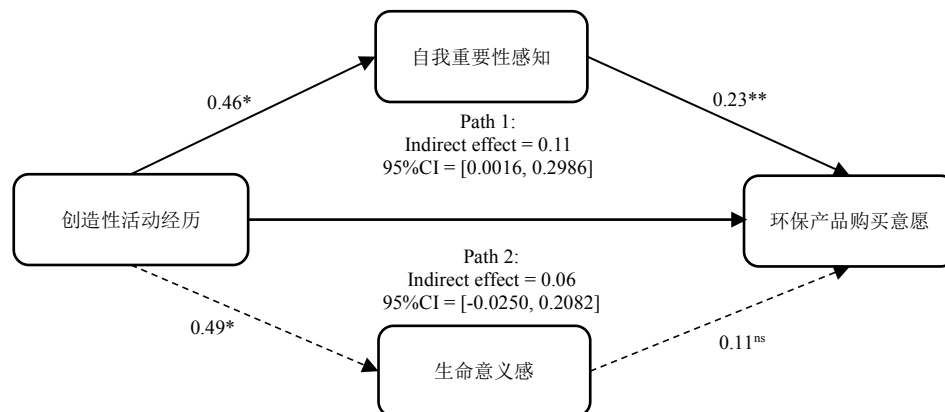 自我重要性感知
0.46*
0.23**
Path 1:
Indirect effect = 0.11
95%CI = [0.0016, 0.2986]
创造性活动经历
环保产品购买意愿
Path 2:
Indirect effect = 0.06
95%CI = [-0.0250, 0.2082]
0.49*
0.11ns
生命意义感